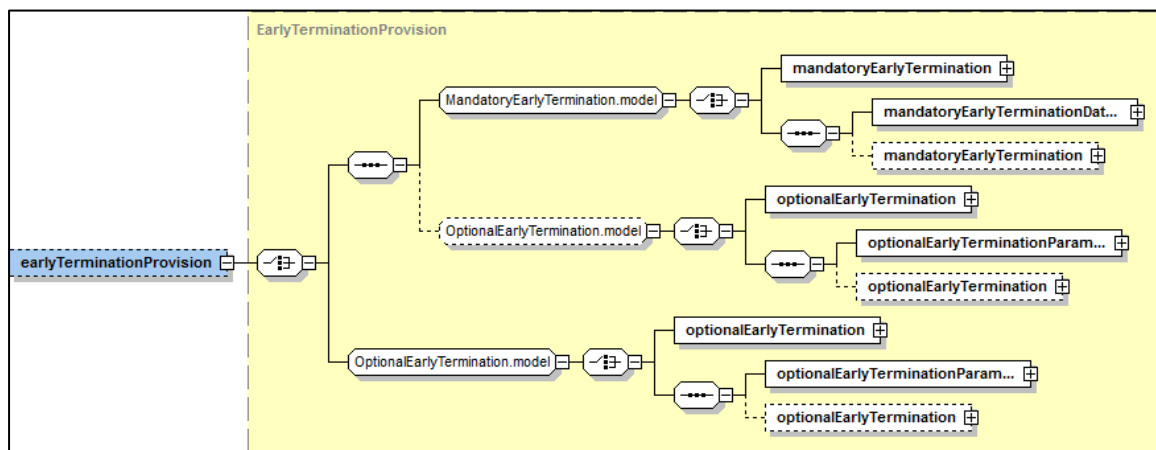 EarlyTerminationProvision
mandatoryEarlyTermination
MandatoryEarlyTermination.model
mandatoryEarlyTerminationDat...
mandatoryEarlyTermination
optionalEarlyTermination
OptionalEarlyTermination.model
optionalEarlyTerminationParam...
earlyTerminationProvision
optionalEarlyTermination
optionalEarlyTermination
OptionalEarlyTermination.model
optionalEarlyTerminationParam...
optionalEarlyTermination